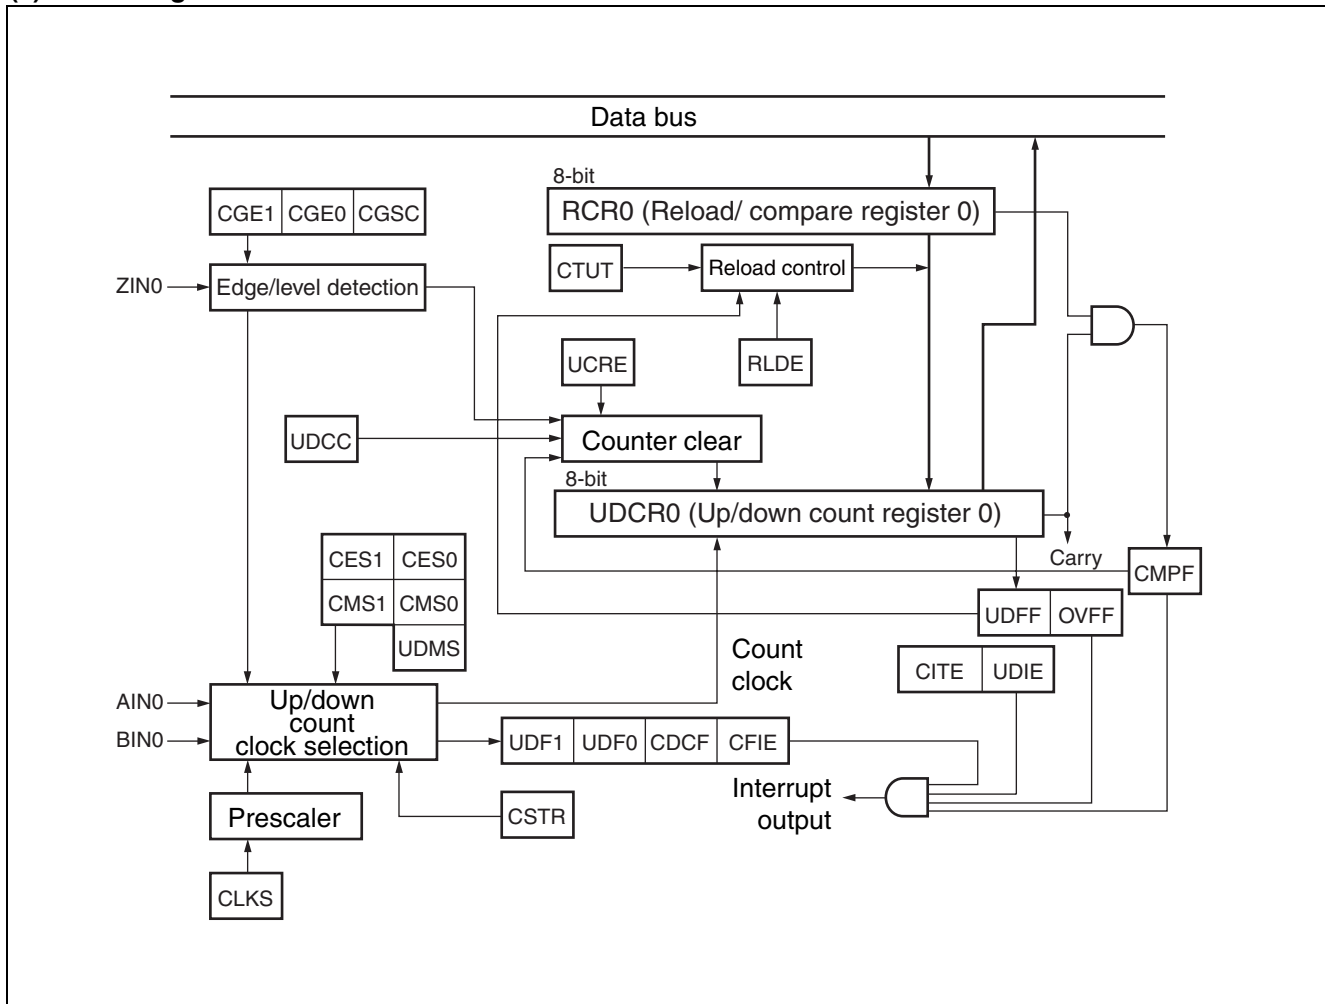 Data bus
8-bit
CGE1 CGE0 CGSC
RCR0 (Reload/ compare register 0)
CTUT
Reload control
ZIN0
Edge/level detection
UCRE
RLDE
UDCC
Counter clear
8-bit
UDCR0 (Up/down count register 0)
CES1 CES0
Carry
CMPF
CMS1 CMS0
UDFF OVFF
UDMS
Count
clock
CITE UDIE
AIN0
Up/down
count
clock selection
BIN0
UDF1 UDF0 CDCF CFIE
Interrupt
output
Prescaler
CSTR
CLKS